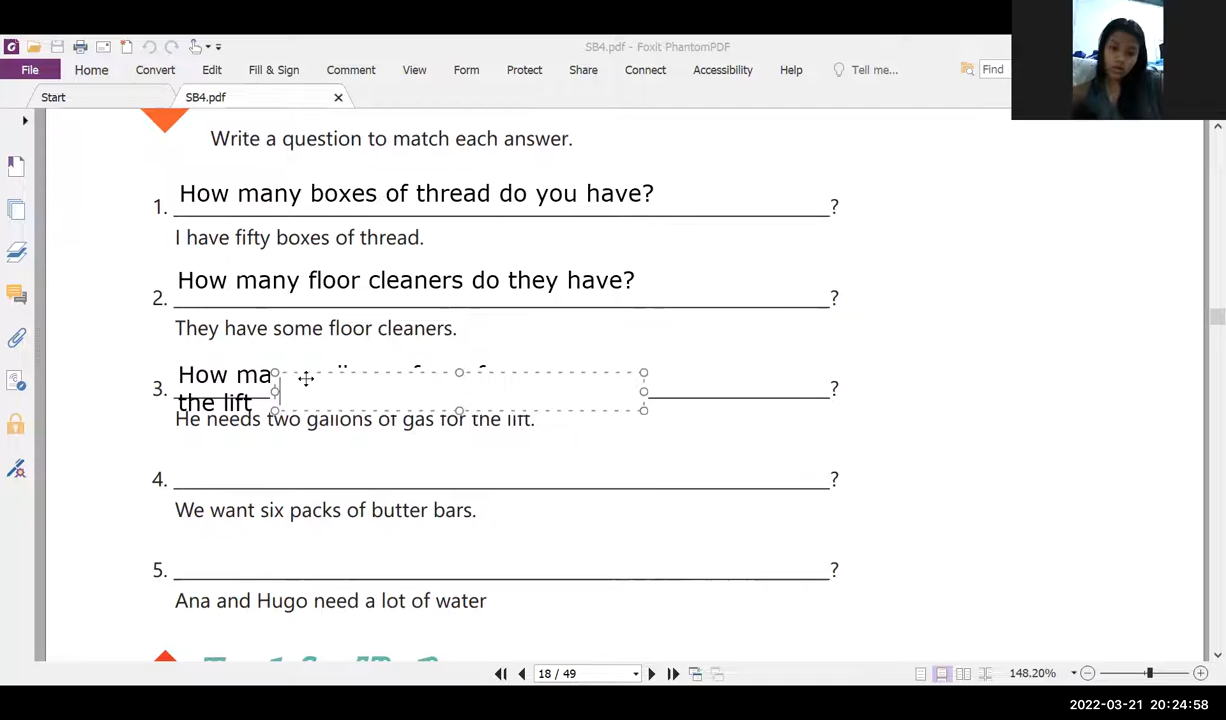 SB4.pdf - Foxit PhantomPDF
File Home Convert Edit Fill & Sign Comment View Form Protect Share Connect Accessibility Help Tell me... Find
Start SB4.pdf
Write a question to match each answer.
How many boxes of thread do you have?
1. ?
I have fifty boxes of thread.
How many floor cleaners do they have?
2. ?
They have some floor cleaners.
How ma
3. ?
the lift
He needs two gallons of gas for the lift.
4. ?
We want six packs of butter bars.
5. ?
Ana and Hugo need a lot of water
18 / 49
148.20%
2022-03-21 20:24:58